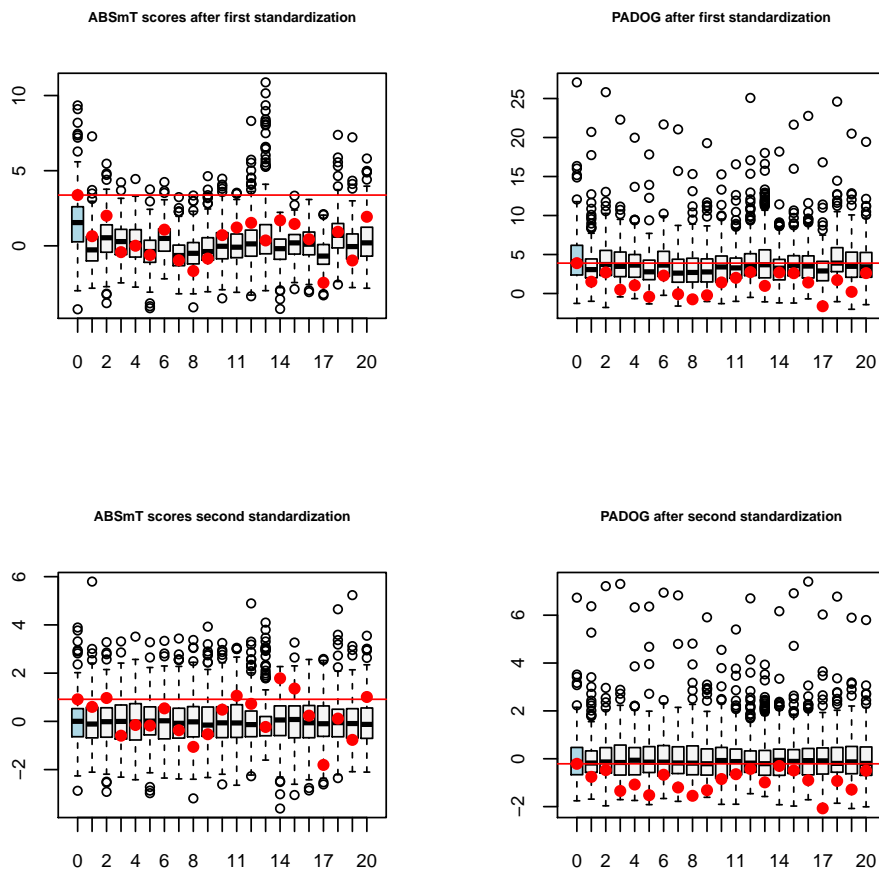 ABSmT scores after first standardization
10
5
0
0 2 4 6 8 11 14 17 20
PADOG after first standardization
25
20
15
10
5
0
0 2 4 6 8 11 14 17 20
ABSmT scores second standardization
6
4
2
0
−2
0 2 4 6 8 11 14 17 20
PADOG after second standardization
6
4
2
0
−2
0 2 4 6 8 11 14 17 20